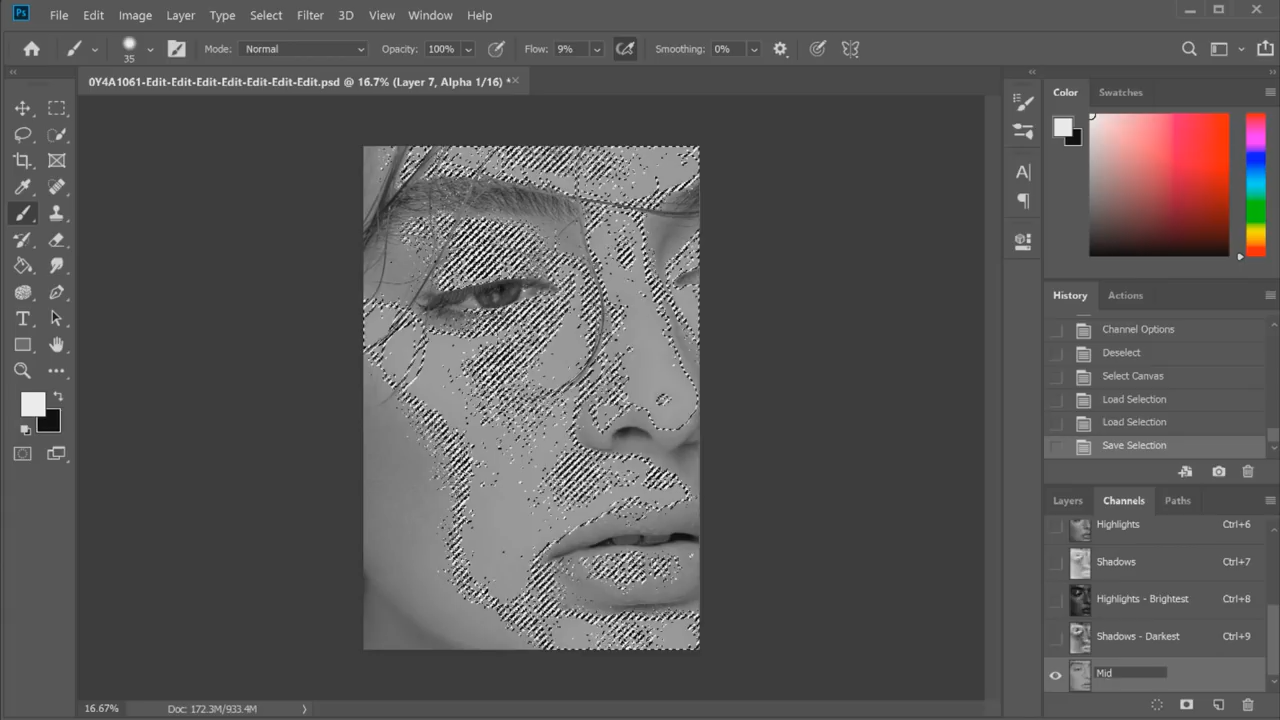 Ps File Edit Image Layer Type Select Filter 3D View Window Help
35 Mode: Normal Opacity: 100% Flow: 9% Smoothing: 0%
0Y4A1061-Edit-Edit-Edit-Edit-Edit-Edit-Edit.psd @ 16.7% (Layer 7, Alpha 1/16) *
Color Swatches
History Actions
Channel Options
Deselect
Select Canvas
Load Selection
Load Selection
Save Selection
Layers Channels Paths
Highlights Ctrl+6
Shadows Ctrl+7
Highlights - Brightest Ctrl+8
Shadows - Darkest Ctrl+9
Mid
16.67% Doc: 172.3M/933.4M